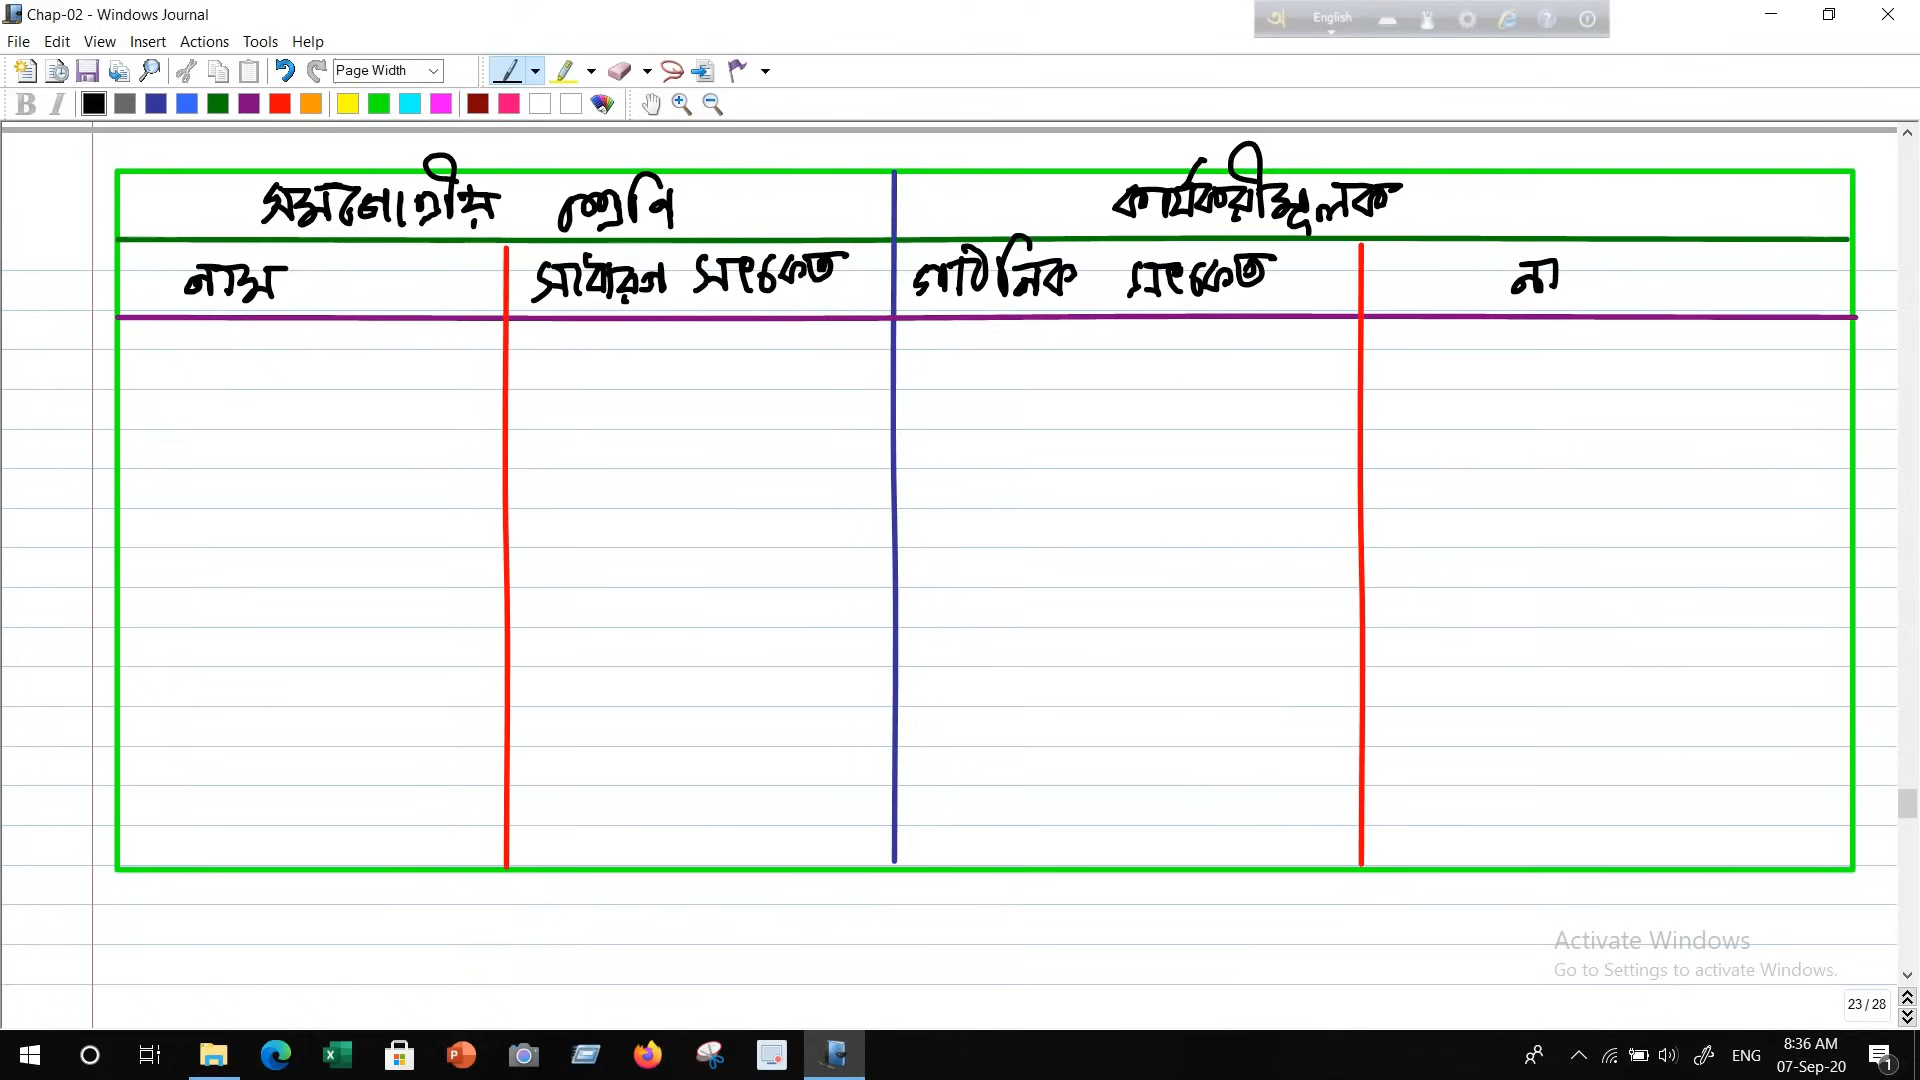 Chap-02 - Windows Journal
English
File Edit View Insert Actions Tools Help
Page Width
B I
সমগোত্রীয় শ্রেণি কার্যকরীমূলক
নাম সাধারণ সংকেত গাঠনিক সংকেত না
Activate Windows
Go to Settings to activate Windows.
23 / 28
ENG
8:36 AM
07-Sep-20
1